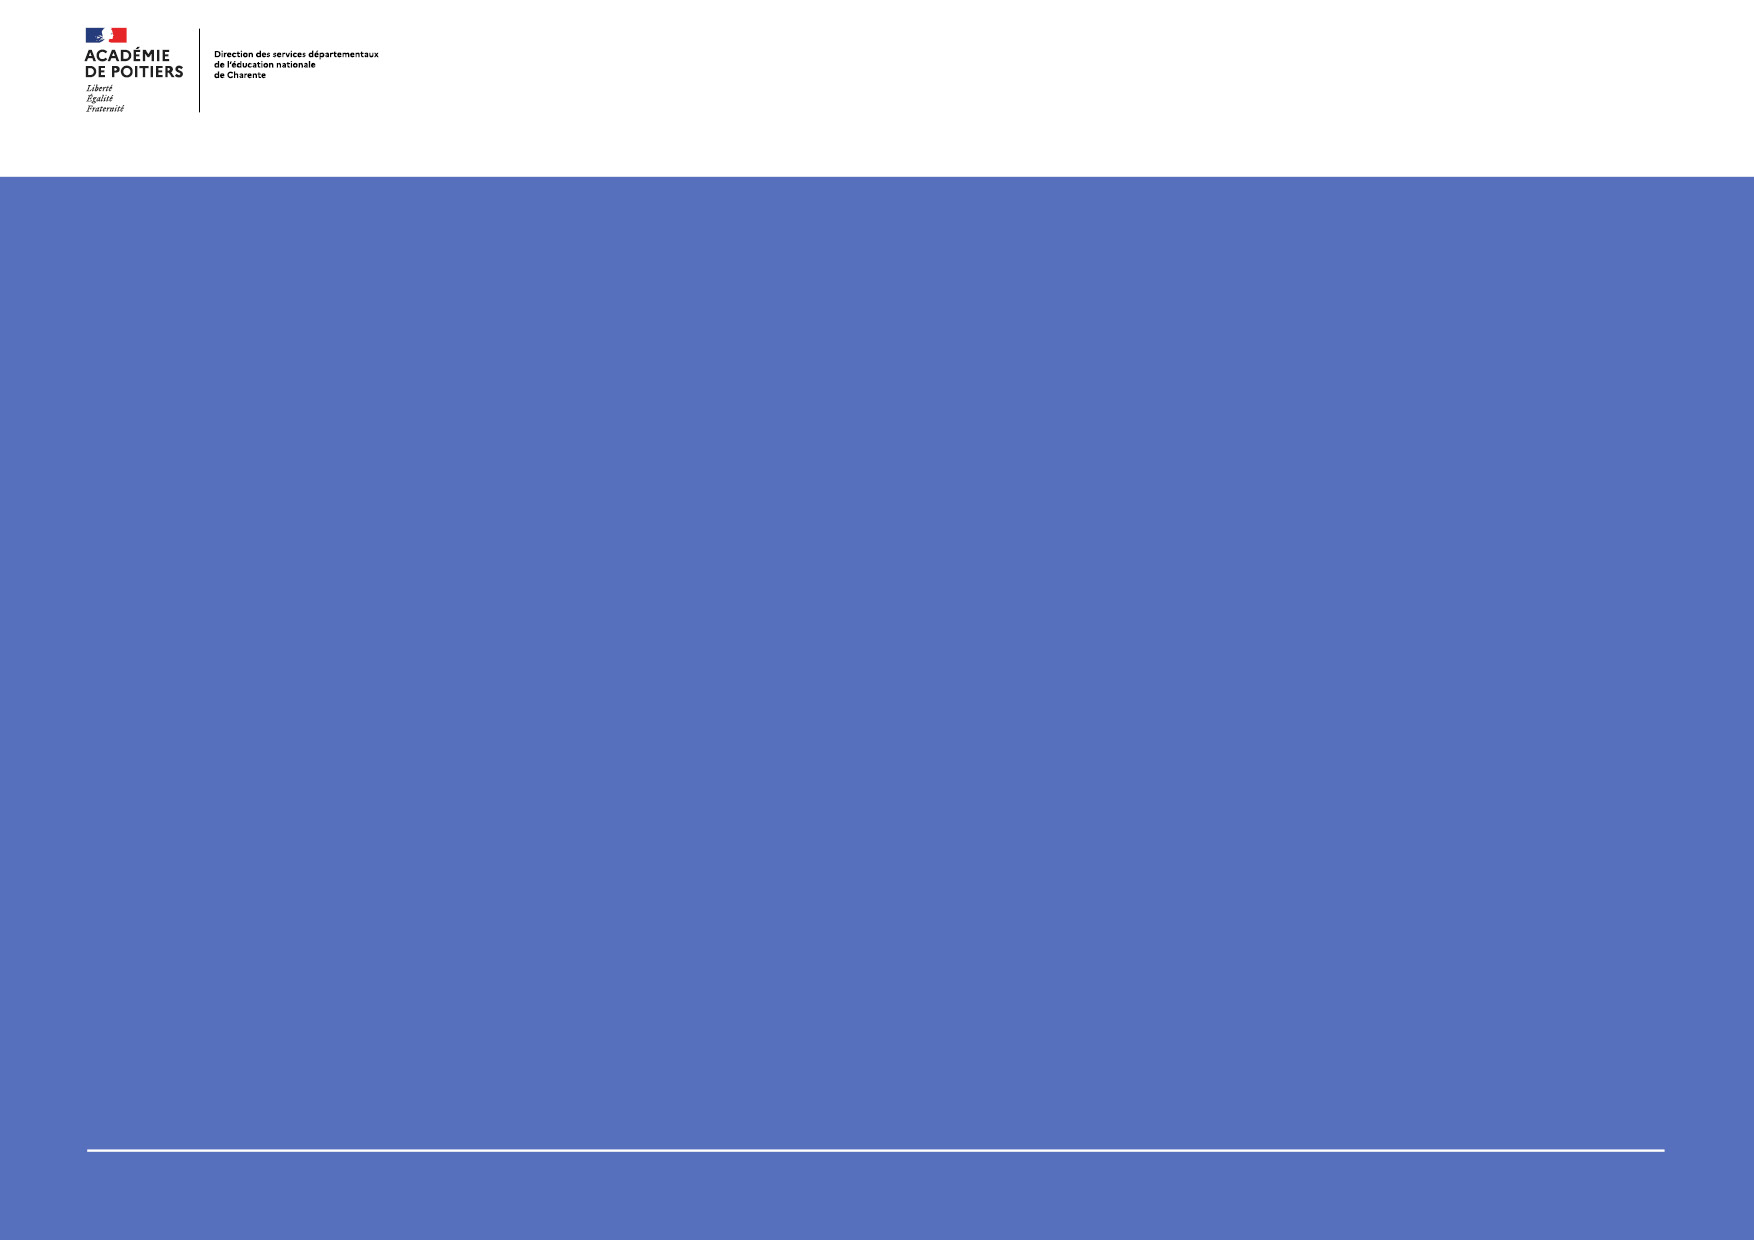 ACADÉMIE
DE POITIERS
Liberté
Égalité
Fraternité
Direction des services départementaux
de l'éducation nationale
de Charente